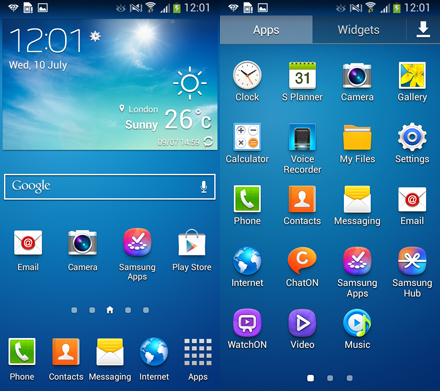 12:01
12:01
Wed, 10 July
London
Sunny 26°c
09/07 14:59
Google
Email Camera Samsung Apps Play Store
Phone Contacts Messaging Internet Apps
12:01
Apps Widgets
31
Clock S Planner Camera Gallery
Calculator Voice Recorder My Files Settings
Phone Contacts Messaging Email
Internet ChatON Samsung Apps Samsung Hub
WatchON Video Music